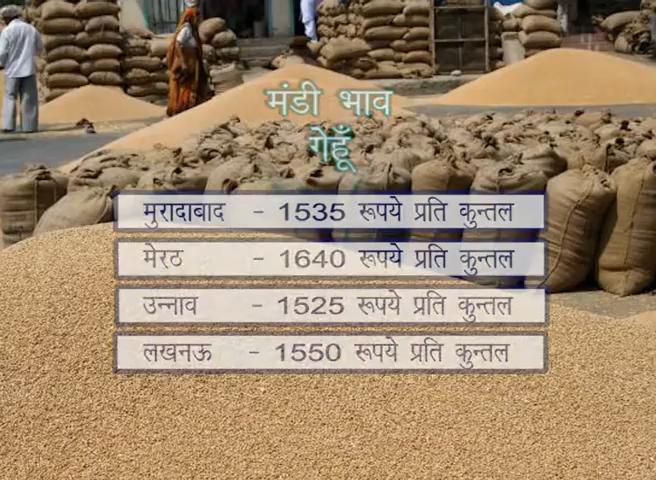 मंडी भाव
गेहूँ
मुरादाबाद - 1535 रूपये प्रति कुन्तल
मेरठ - 1640 रूपये प्रति कुन्तल
उन्नाव - 1525 रूपये प्रति कुन्तल
लखनऊ - 1550 रूपये प्रति कुन्तल